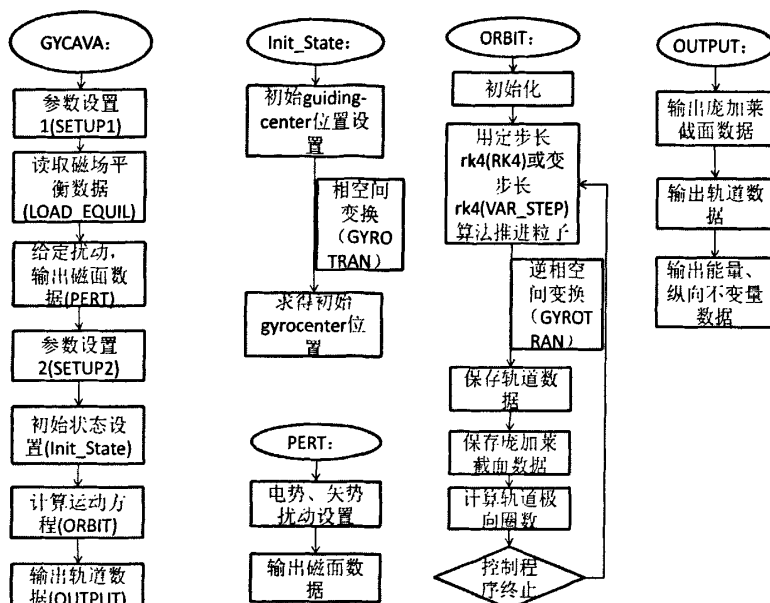 GYCAVA:
参数设置
1(SETUP1)
读取磁场平
衡数据
(LOAD_EQUIL)
给定扰动，
输出磁面数
据(PERT)
参数设置
2(SETUP2)
初始状态设
置(Init_State)
计算运动方
程(ORBIT)
输出轨道数
据(OUTPUT)
Init_State:
初始guiding-
center位置设
置
相空间
变换
（GYRO
TRAN）
求得初始
gyrocenter位
置
PERT:
电势、矢势
扰动设置
输出磁面数
据
ORBIT:
初始化
用定步长
rk4(RK4)或变
步长
rk4(VAR_STEP)
算法推进粒子
逆相空
间变换
（GYROT
RAN）
保存轨道数
据
保存庞加莱
截面数据
计算轨道极
向圈数
控制程
序终止
OUTPUT:
输出庞加莱
截面数据
输出轨道数
据
输出能量、
纵向不变量
数据